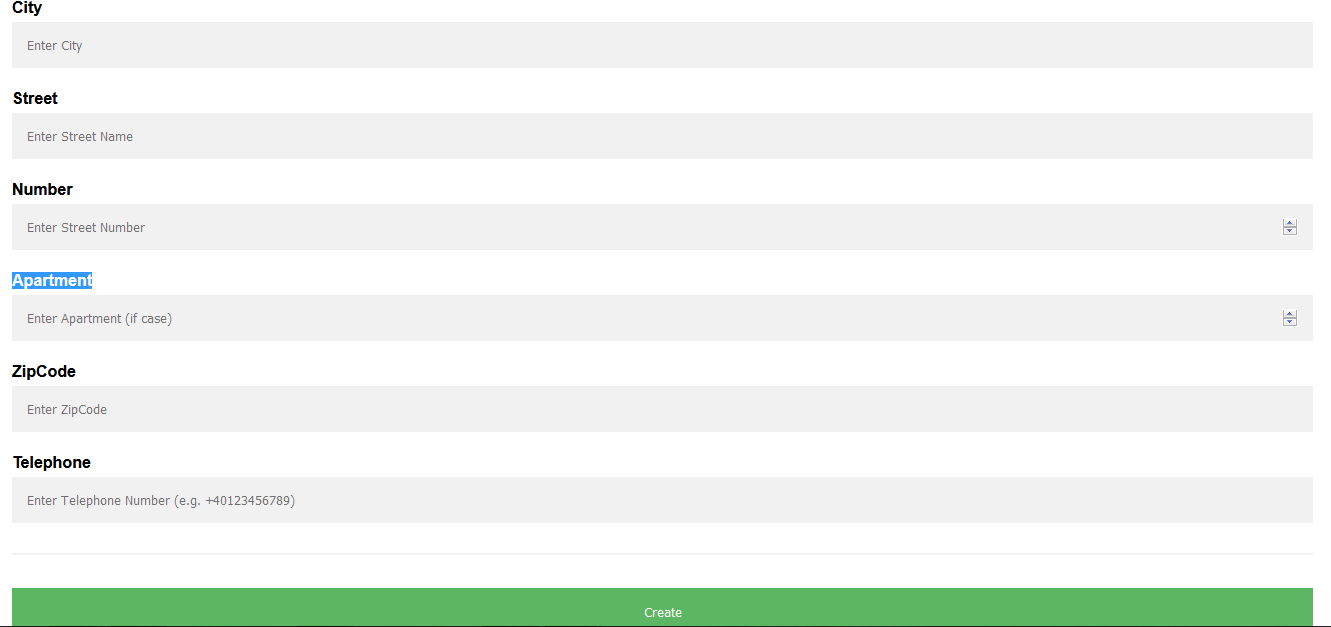 City
Enter City
Street
Enter Street Name
Number
Enter Street Number
Apartment
Enter Apartment (if case)
ZipCode
Enter ZipCode
Telephone
Enter Telephone Number (e.g. +40123456789)
Create